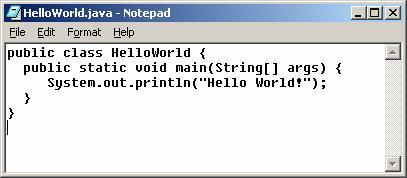 HelloWorld.java - Notepad
File Edit Format Help
public class HelloWorld {
  public static void main(String[] args) {
     System.out.println("Hello World!");
  }
}